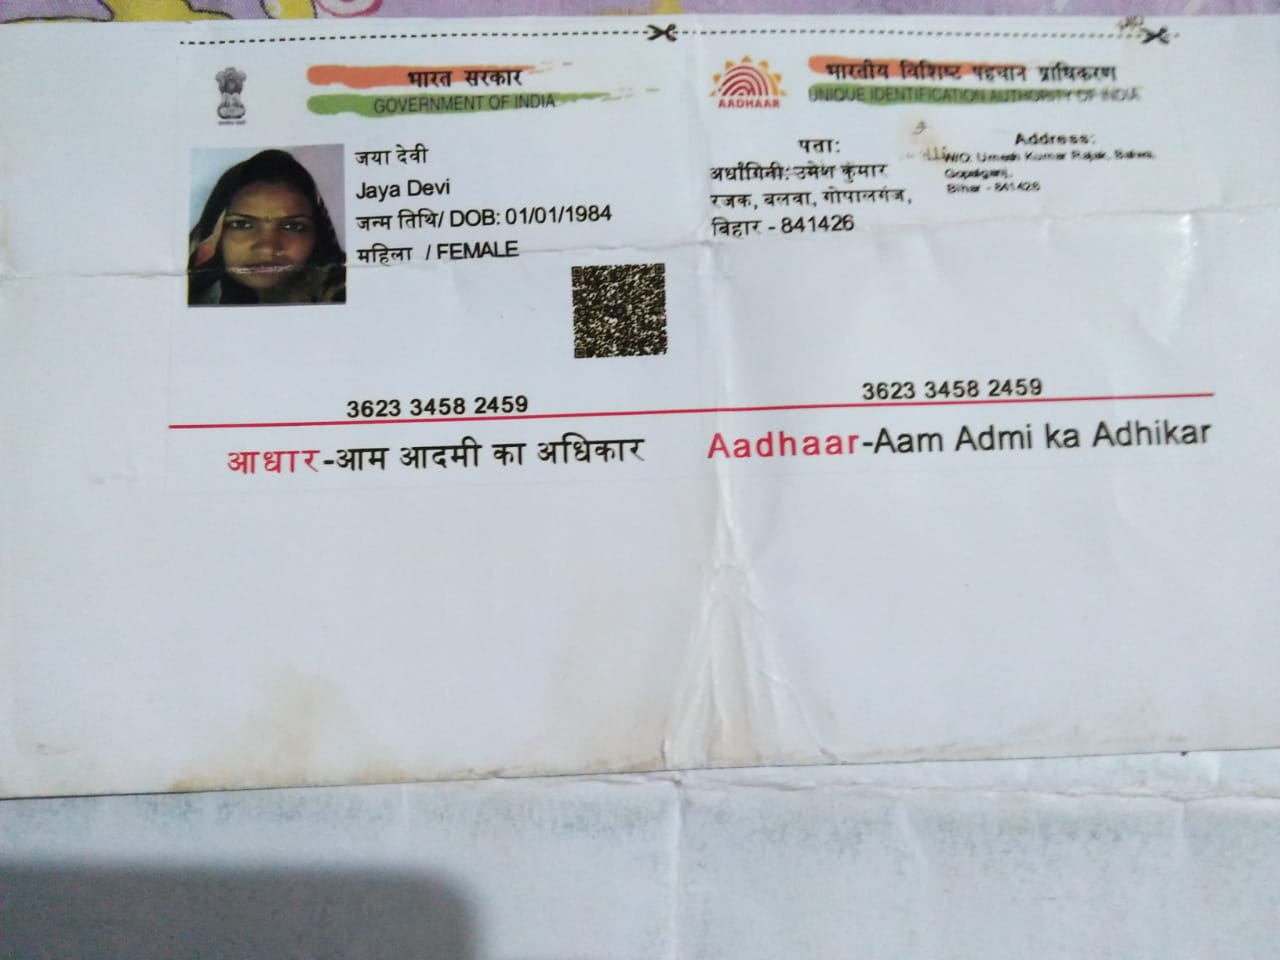 भारत सरकार
GOVERNMENT OF INDIA
जया देवी
Jaya Devi
जन्म तिथि/ DOB: 01/01/1984
महिला / FEMALE
3623 3458 2459
आधार-आम आदमी का अधिकार
AADHAAR
भारतीय विशिष्ट पहचान प्राधिकरण
UNIQUE IDENTIFICATION AUTHORITY OF INDIA
पता:
अर्धांगिनी: उमेश कुमार
रजक, बलवा, गोपालगंज,
बिहार - 841426
Address:
W/O: Umesh Kumar Rajak,
Gopalganj,
Bihar - 841426
3623 3458 2459
Aadhaar-Aam Admi ka Adhikar